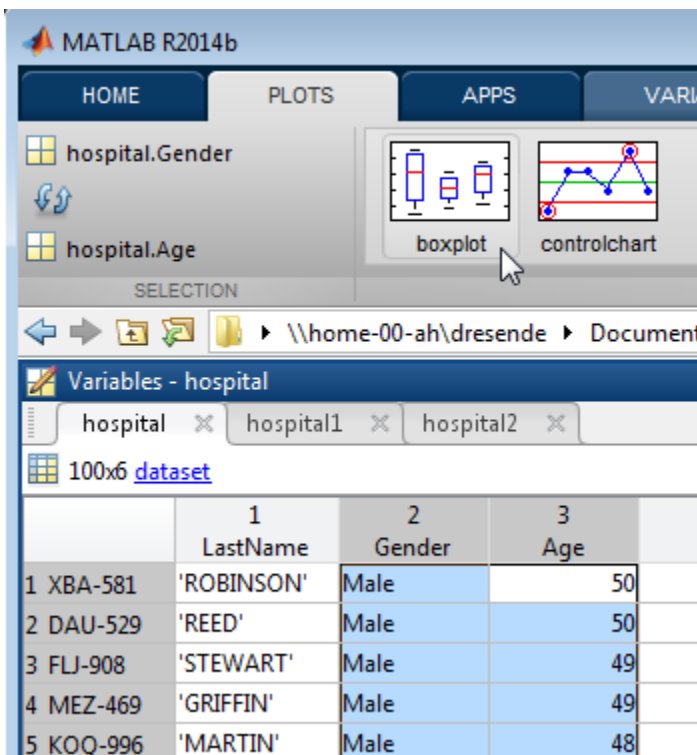 MATLAB R2014b
HOME PLOTS APPS VARI
hospital.Gender
hospital.Age
boxplot controlchart
SELECTION
\\home-00-ah\dresende Document
Variables - hospital
hospital hospital1 hospital2
100x6 dataset
1 2 3
LastName Gender Age
1 XBA-581 'ROBINSON' Male 50
2 DAU-529 'REED' Male 50
3 FLJ-908 'STEWART' Male 49
4 MEZ-469 'GRIFFIN' Male 49
5 KOQ-996 'MARTIN' Male 48